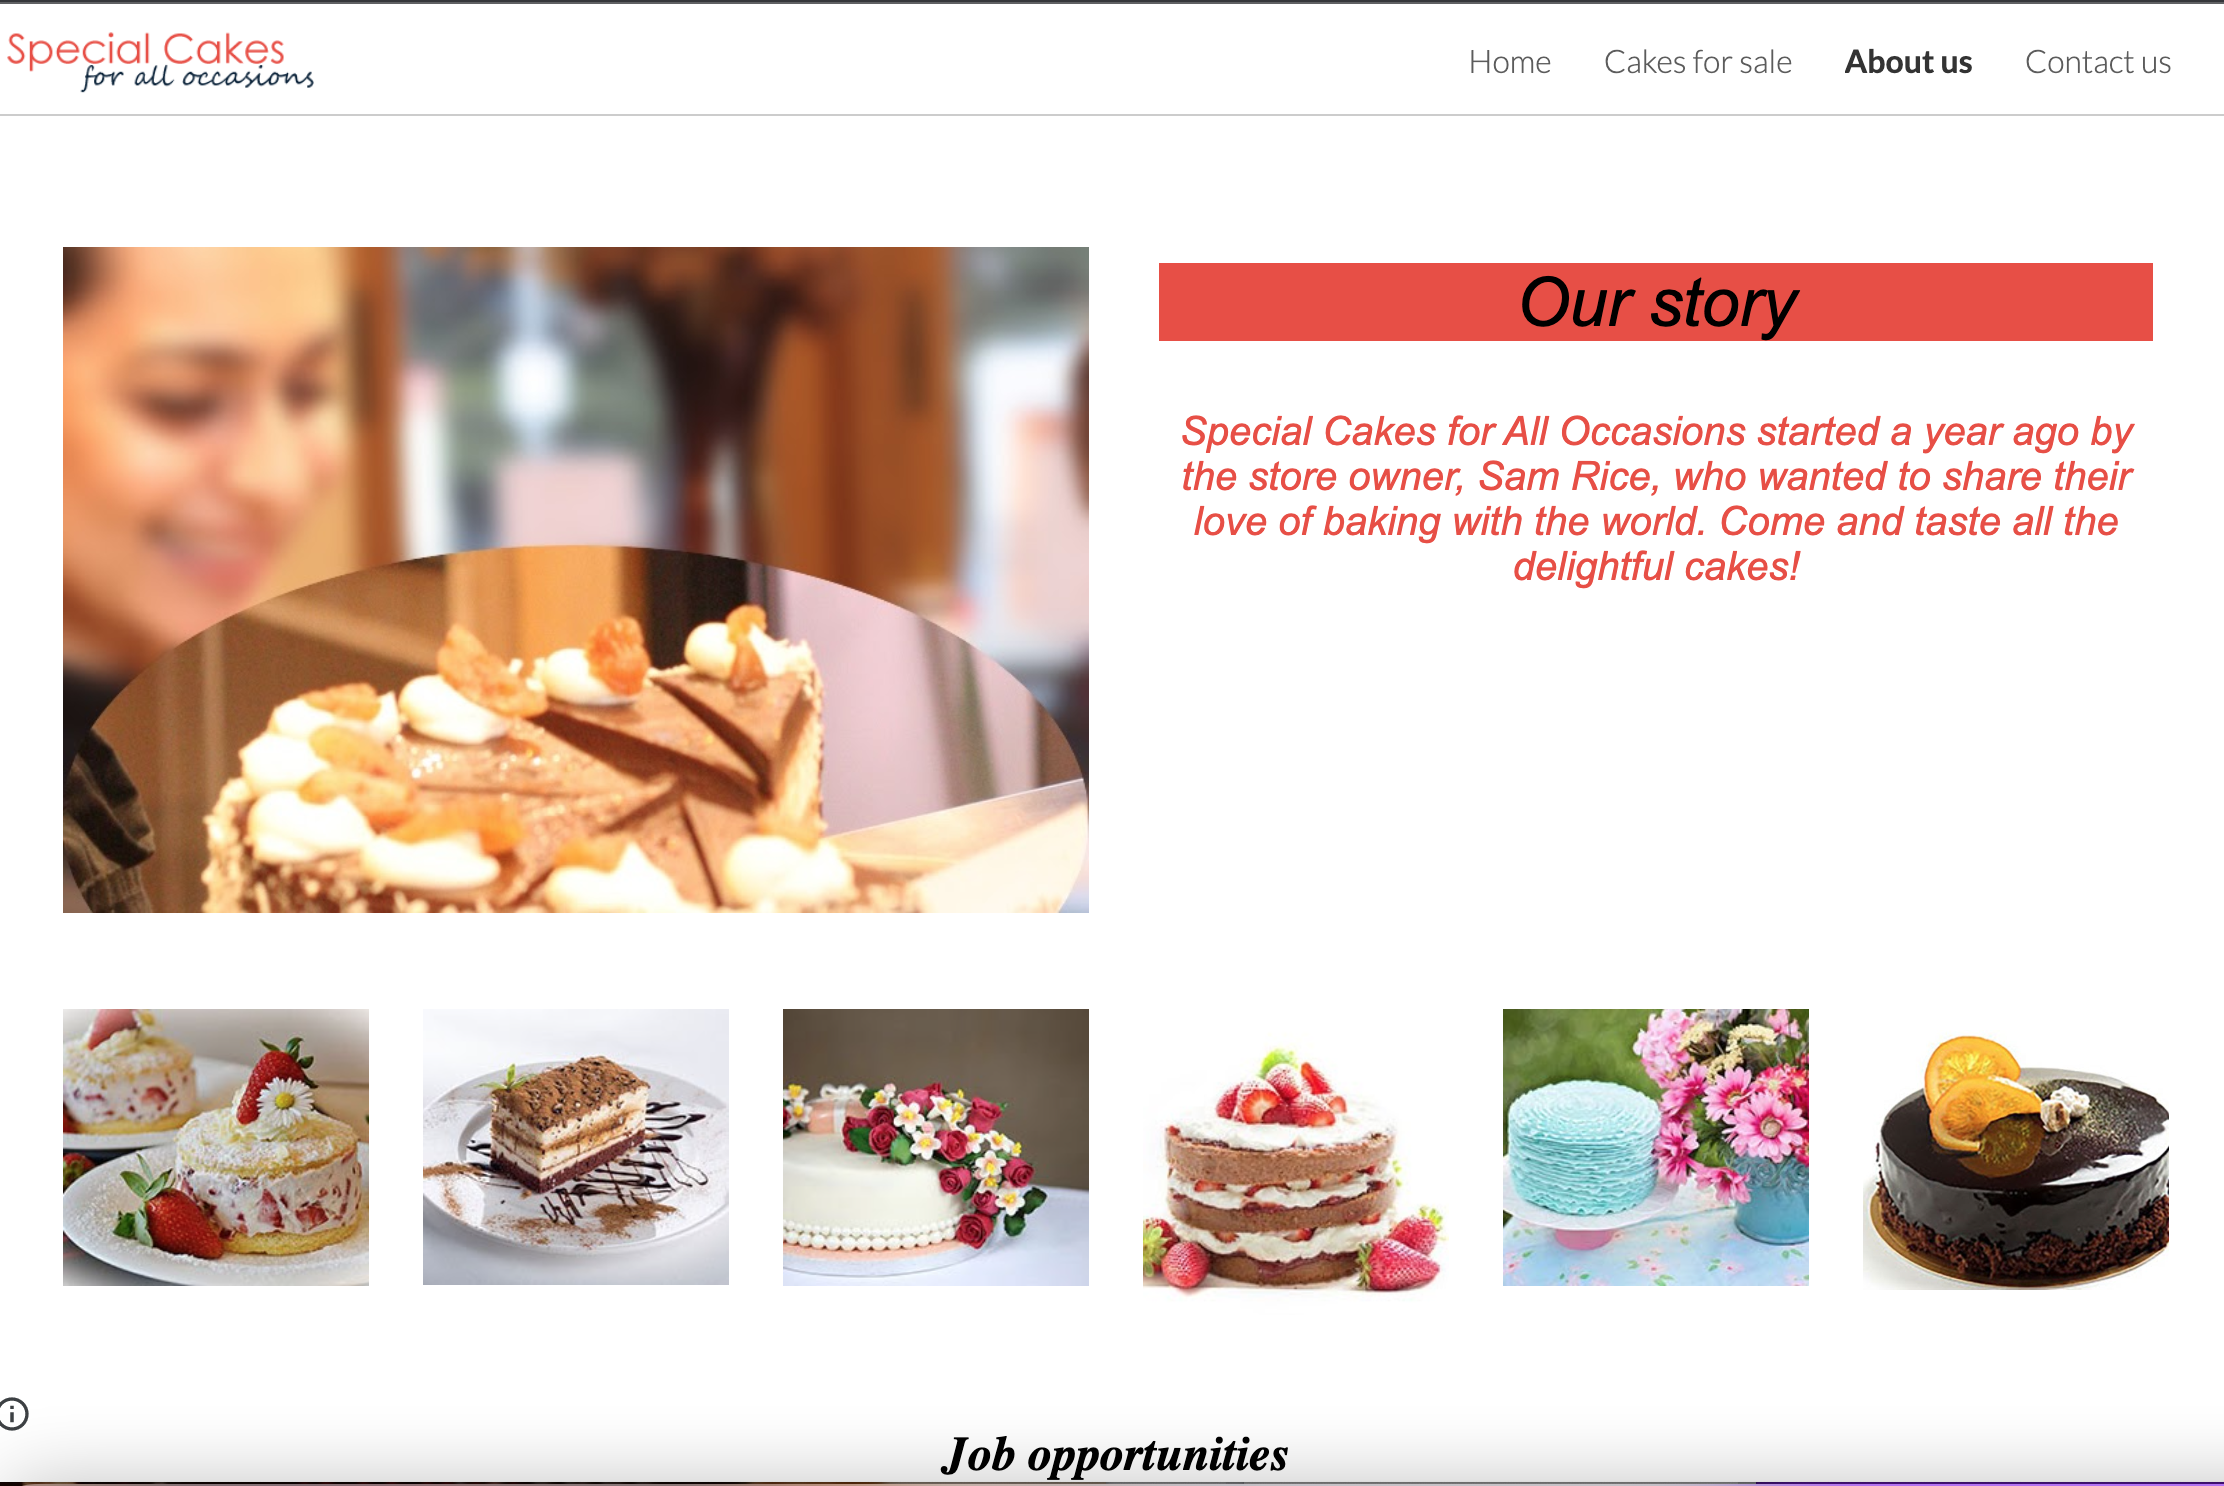 Special Cakes
for all occasions
Home
Cakes for sale
About us
Contact us
Our story
Special Cakes for All Occasions started a year ago by
the store owner, Sam Rice, who wanted to share their
love of baking with the world. Come and taste all the
delightful cakes!
Job opportunities